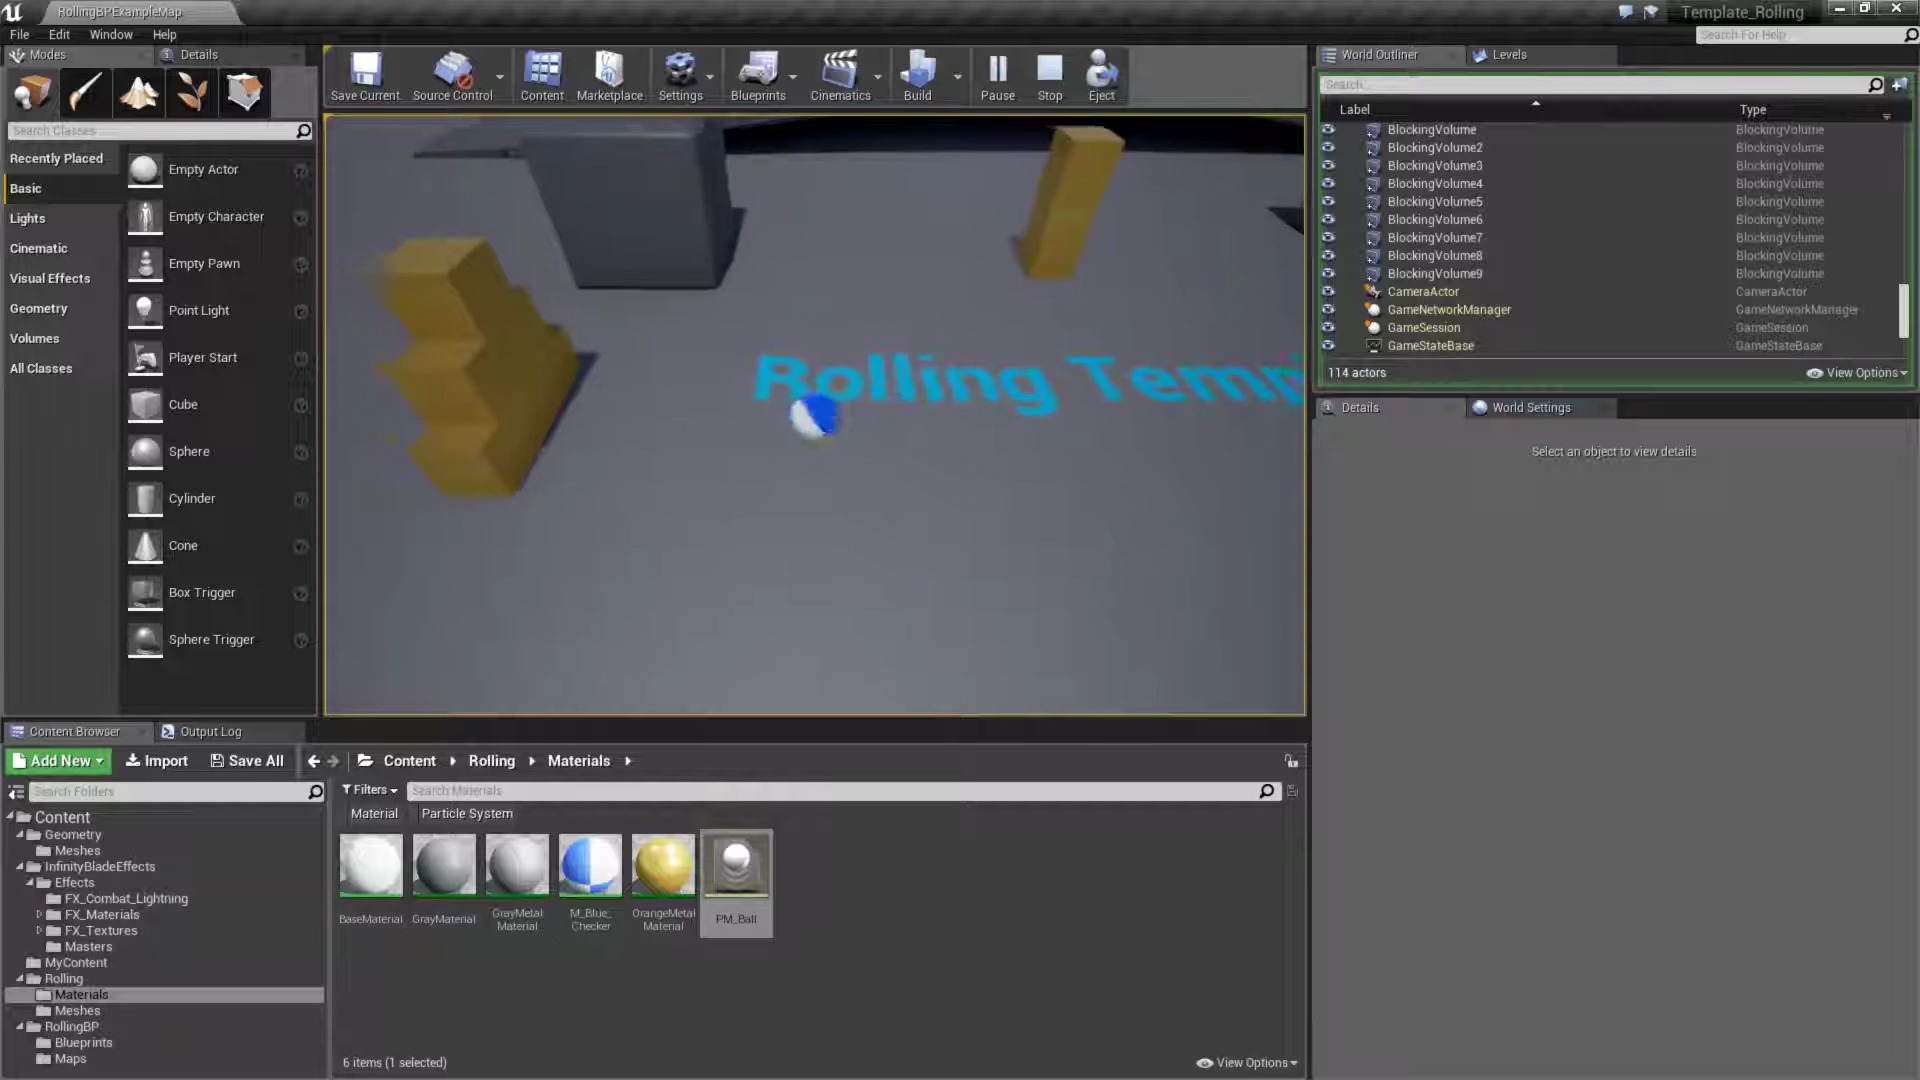 RollingBPExampleMap
Template_Rolling
File Edit Window Help
Search For Help
Modes
Details
Save Current
Source Control
Content
Marketplace
Settings
Blueprints
Cinematics
Build
Pause
Stop
Eject
Search Classes
Recently Placed
Basic
Lights
Cinematic
Visual Effects
Geometry
Volumes
All Classes
Empty Actor
Empty Character
Empty Pawn
Point Light
Player Start
Cube
Sphere
Cylinder
Cone
Box Trigger
Sphere Trigger
Rolling Temp
World Outliner
Levels
Search...
Label Type
BlockingVolume BlockingVolume
BlockingVolume2 BlockingVolume
BlockingVolume3 BlockingVolume
BlockingVolume4 BlockingVolume
BlockingVolume5 BlockingVolume
BlockingVolume6 BlockingVolume
BlockingVolume7 BlockingVolume
BlockingVolume8 BlockingVolume
BlockingVolume9 BlockingVolume
CameraActor CameraActor
GameNetworkManager GameNetworkManager
GameSession GameSession
GameStateBase GameStateBase
114 actors
View Options
Details
World Settings
Select an object to view details
Content Browser
Output Log
Add New
Import
Save All
Content Rolling Materials
Search Folders
Filters
Search Materials
Material
Particle System
Content
Geometry
Meshes
InfinityBladeEffects
Effects
FX_Combat_Lightning
FX_Materials
FX_Textures
Masters
MyContent
Rolling
Materials
Meshes
RollingBP
Blueprints
Maps
BaseMaterial
GrayMaterial
GrayMetal
Material
M_Blue_
Checker
OrangeMetal
Material
PM_Ball
6 items (1 selected)
View Options